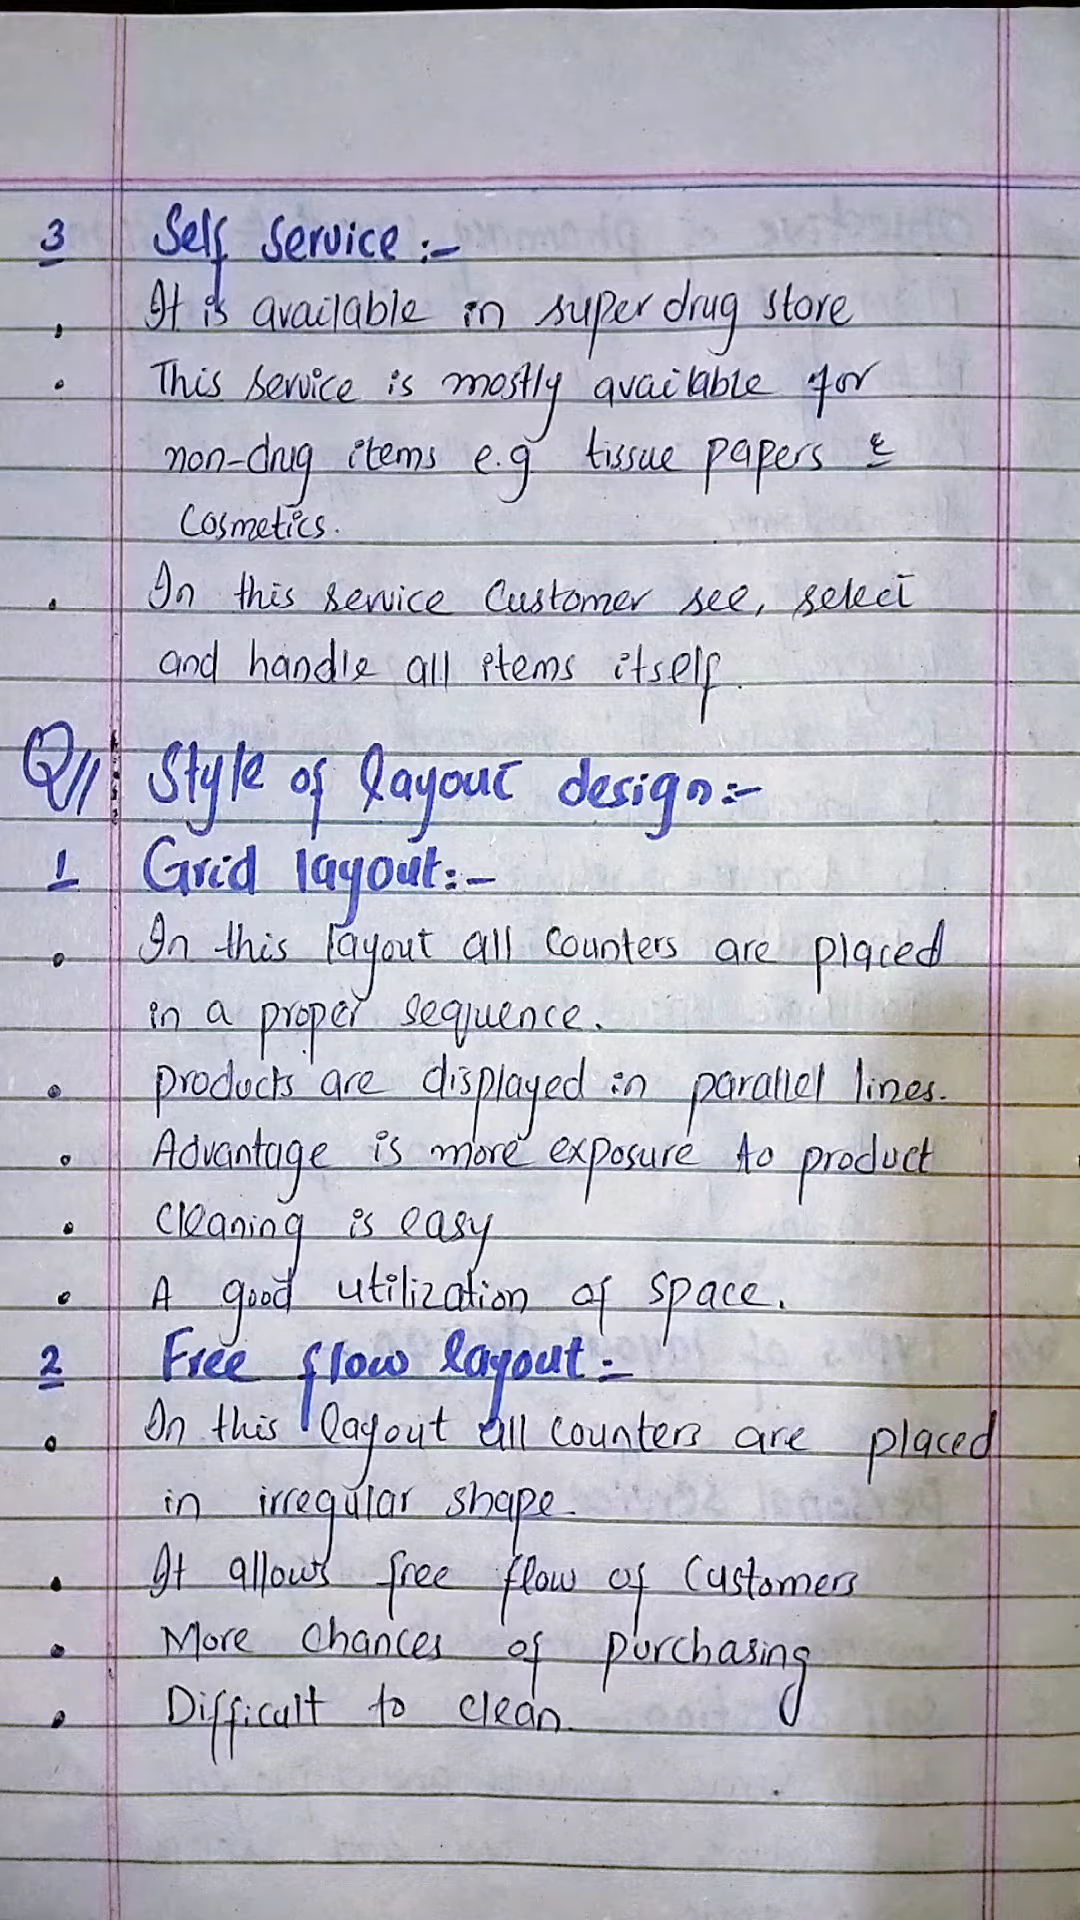 3 Self Service :-
It is available in super drug store
This service is mostly available for
non-drug items e.g tissue papers &
Cosmetics.
In this service Customer see, select
and handle all items itself.
Q// Style of layout design:-
1 Grid layout:-
In this layout all counters are placed
in a proper sequence.
products are displayed in parallel lines.
Advantage is more exposure to product
Cleaning is easy
A good utilization of space.
2 Free flow layout:-
In this layout all counters are placed
in irregular shape.
It allows free flow of Customers
More chances of purchasing
Difficult to clean.